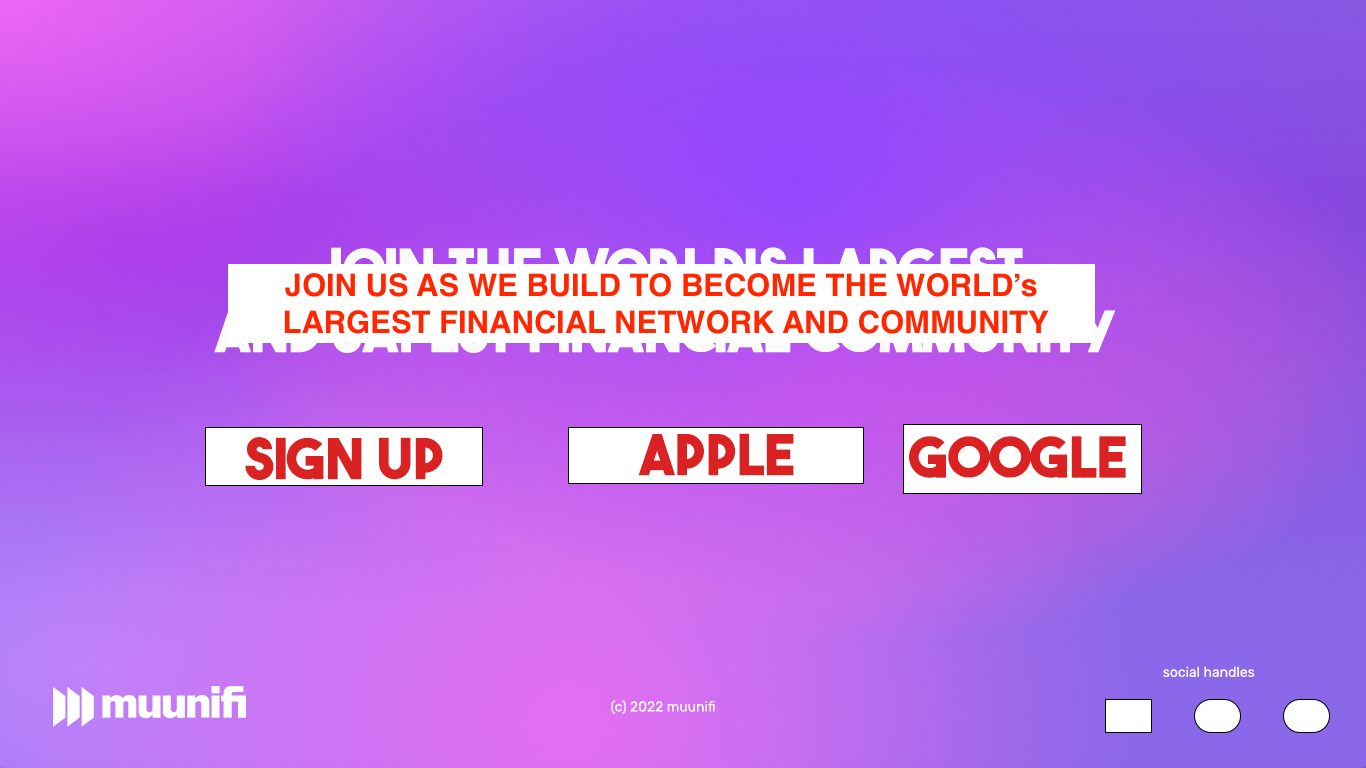 JOIN THE WORLD'S LARGEST
JOIN US AS WE BUILD TO BECOME THE WORLD’s
LARGEST FINANCIAL NETWORK AND COMMUNITY
AND SAFEST FINANCIAL COMMUNITY
SIGN UP
APPLE
GOOGLE
social handles
muunifi
(c) 2022 muunifi